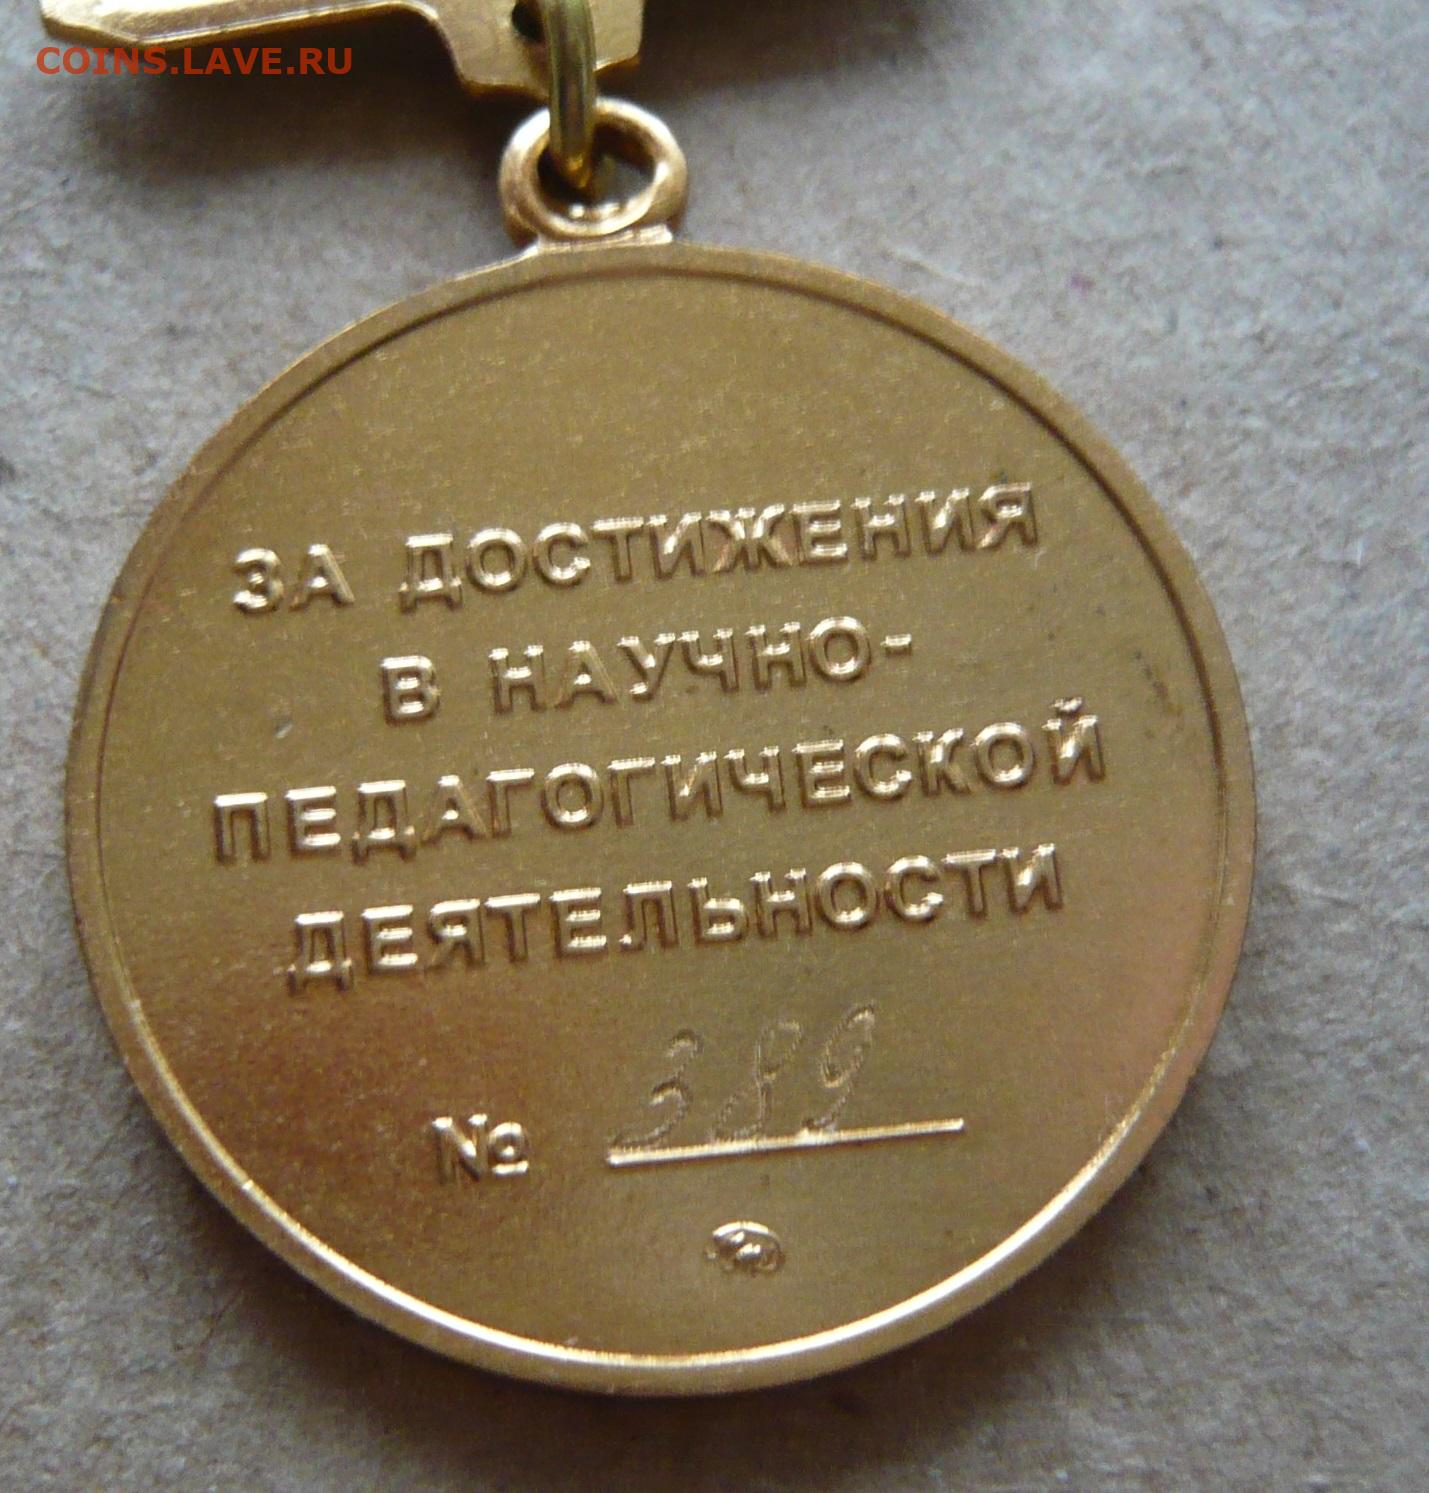 COINS.LAVE.RU
ЗА ДОСТИЖЕНИЯ
В НАУЧНО-
ПЕДАГОГИЧЕСКОЙ
ДЕЯТЕЛЬНОСТИ
№ 389